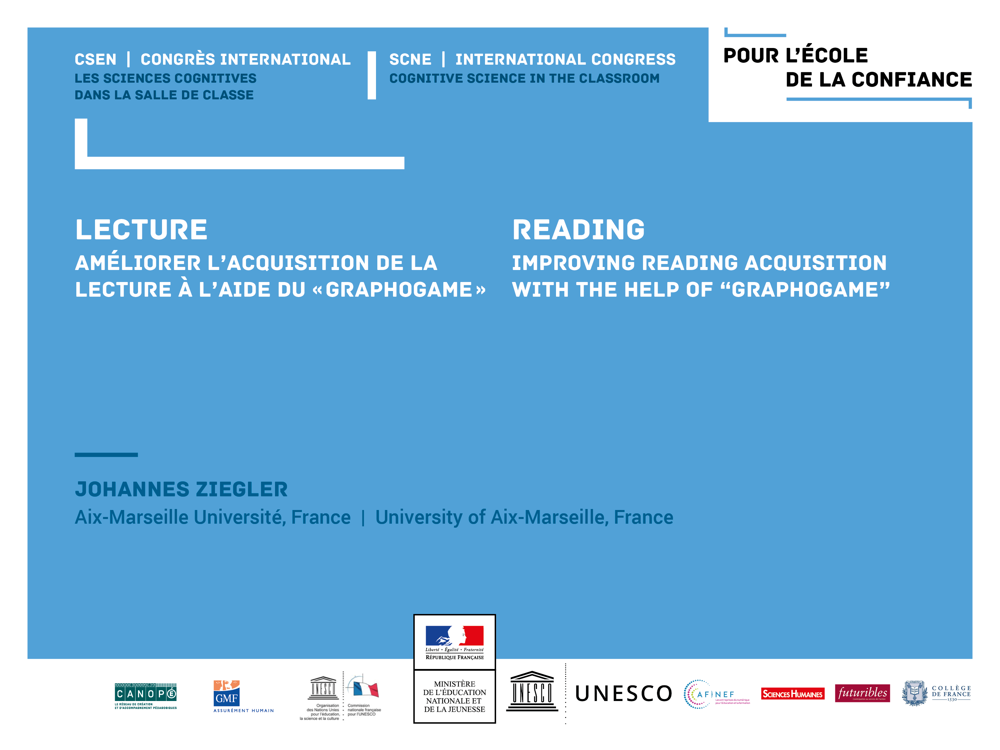 CSEN | CONGRÈS INTERNATIONAL
LES SCIENCES COGNITIVES
DANS LA SALLE DE CLASSE
SCNE | INTERNATIONAL CONGRESS
COGNITIVE SCIENCE IN THE CLASSROOM
POUR L’ÉCOLE
DE LA CONFIANCE
LECTURE
AMÉLIORER L’ACQUISITION DE LA
LECTURE À L’AIDE DU « GRAPHOGAME »
READING
IMPROVING READING ACQUISITION
WITH THE HELP OF “GRAPHOGAME”
JOHANNES ZIEGLER
Aix-Marseille Université, France | University of Aix-Marseille, France
RESEAU-CANOPE.FR
CANOPÉ
LE RÉSEAU DE CRÉATION
ET D’ACCOMPAGNEMENT PÉDAGOGIQUES
GMF
ASSURÉMENT HUMAIN
UNESCO
Organisation
des Nations Unies
pour l’éducation,
la science et la culture
Commission
nationale française
pour l’UNESCO
Liberté • Égalité • Fraternité
RÉPUBLIQUE FRANÇAISE
MINISTÈRE
DE L’ÉDUCATION
NATIONALE ET
DE LA JEUNESSE
UNESCO
UNESCO
AFINEF
Les entreprises du numérique
pour l’éducation et la formation
SCIENCES HUMAINES
futuribles
L’anticipation au service de l’action
COLLÈGE
DE FRANCE
1530